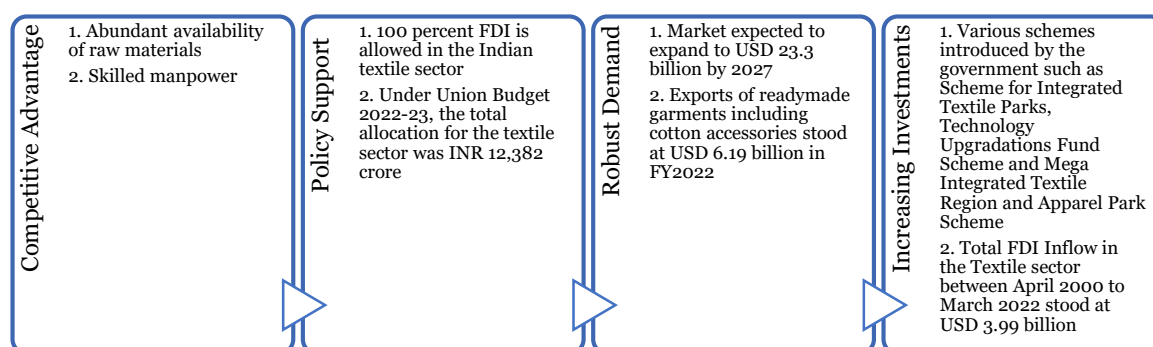 Competitive Advantage
1. Abundant availability
of raw materials
2. Skilled manpower
Policy Support
1. 100 percent FDI is
allowed in the Indian
textile sector
2. Under Union Budget
2022-23, the total
allocation for the textile
sector was INR 12,382
crore
Robust Demand
1. Market expected to
expand to USD 23.3
billion by 2027
2. Exports of readymade
garments including
cotton accessories stood
at USD 6.19 billion in
FY2022
Increasing Investments
1. Various schemes
introduced by the
government such as
Scheme for Integrated
Textile Parks,
Technology
Upgradations Fund
Scheme and Mega
Integrated Textile
Region and Apparel Park
Scheme
2. Total FDI Inflow in
the Textile sector
between April 2000 to
March 2022 stood at
USD 3.99 billion